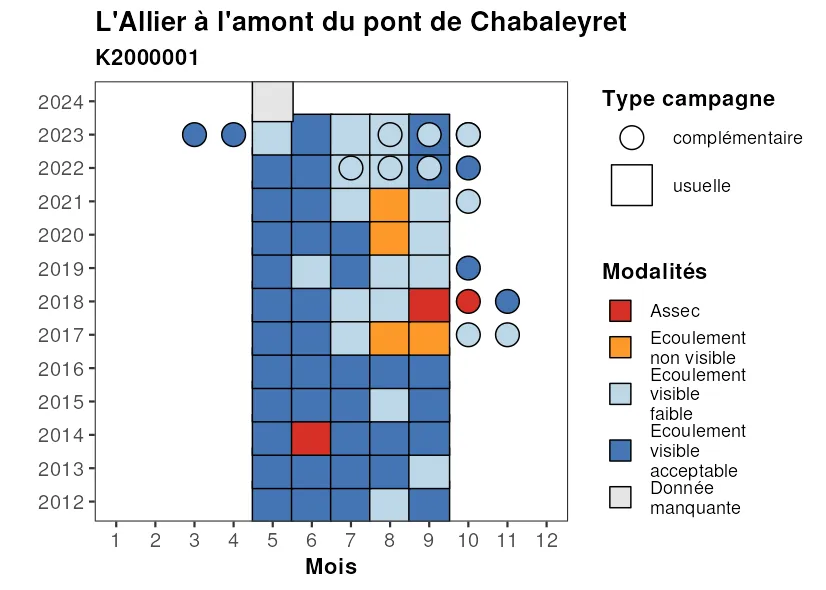 L'Allier à l'amont du pont de Chabaleyret
K2000001
2024
2023
2022
2021
2020
2019
2018
2017
2016
2015
2014
2013
2012
1 2 3 4 5 6 7 8 9 10 11 12
Mois
Type campagne
complémentaire
usuelle
Modalités
Assec
Ecoulement
non visible
Ecoulement
visible
faible
Ecoulement
visible
acceptable
Donnée
manquante